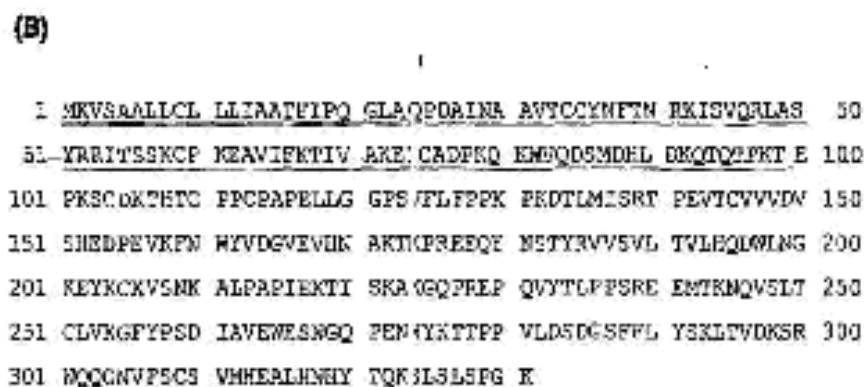 (B)
1 MKVSAALLCL LLIAATFIPQ GLAQPDAINA AVTCCYNFTN RKISVQRLAS 50
51 YRRITSSKCP KEAVIFKTIV AKEICADPKQ KWVQDSMDHL DKQTQTPKT E 100
101 PKSCDKTHTC PPCPAPELLG GPSVFLFPPK PKDTLMISRT PEVTCVVVDV 150
151 SHEDPEVKFN WYVDGVEVHN AKTKPREEQY NSTYRVVSVL TVLHQDWLNG 200
201 KEYKCKVSNK ALPAPIEKTI SKAKGQPREP QVYTLPPSRE EMTKNQVSLT 250
251 CLVKGFYPSD IAVEWESNGQ PENNYKTTPP VLDSDGSFFL YSKLTVDKSR 300
301 WQQGNVFSCS VMHEALHNHY TQKSLSLSPG K